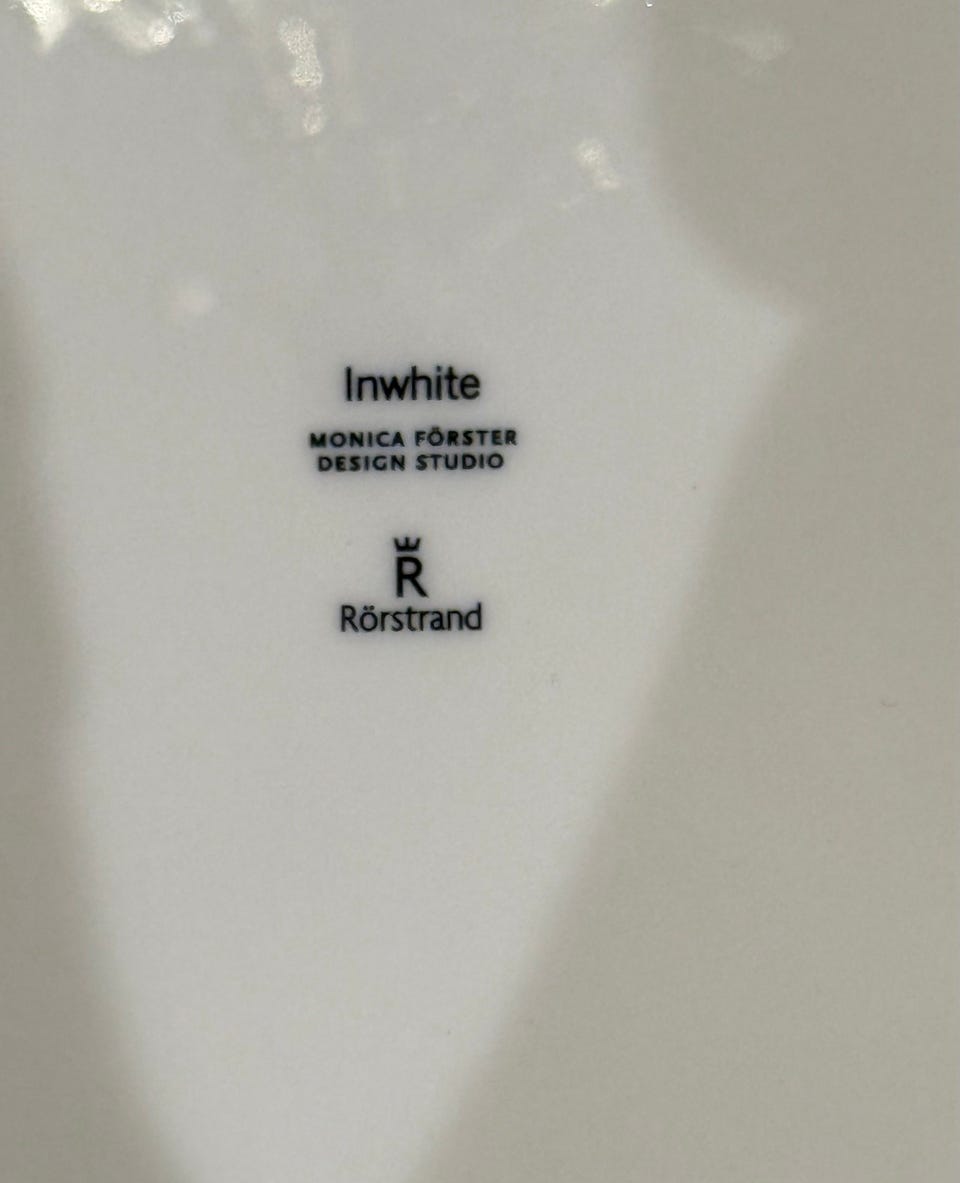 Inwhite
MONICA FÖRSTER
DESIGN STUDIO
R
Rörstrand